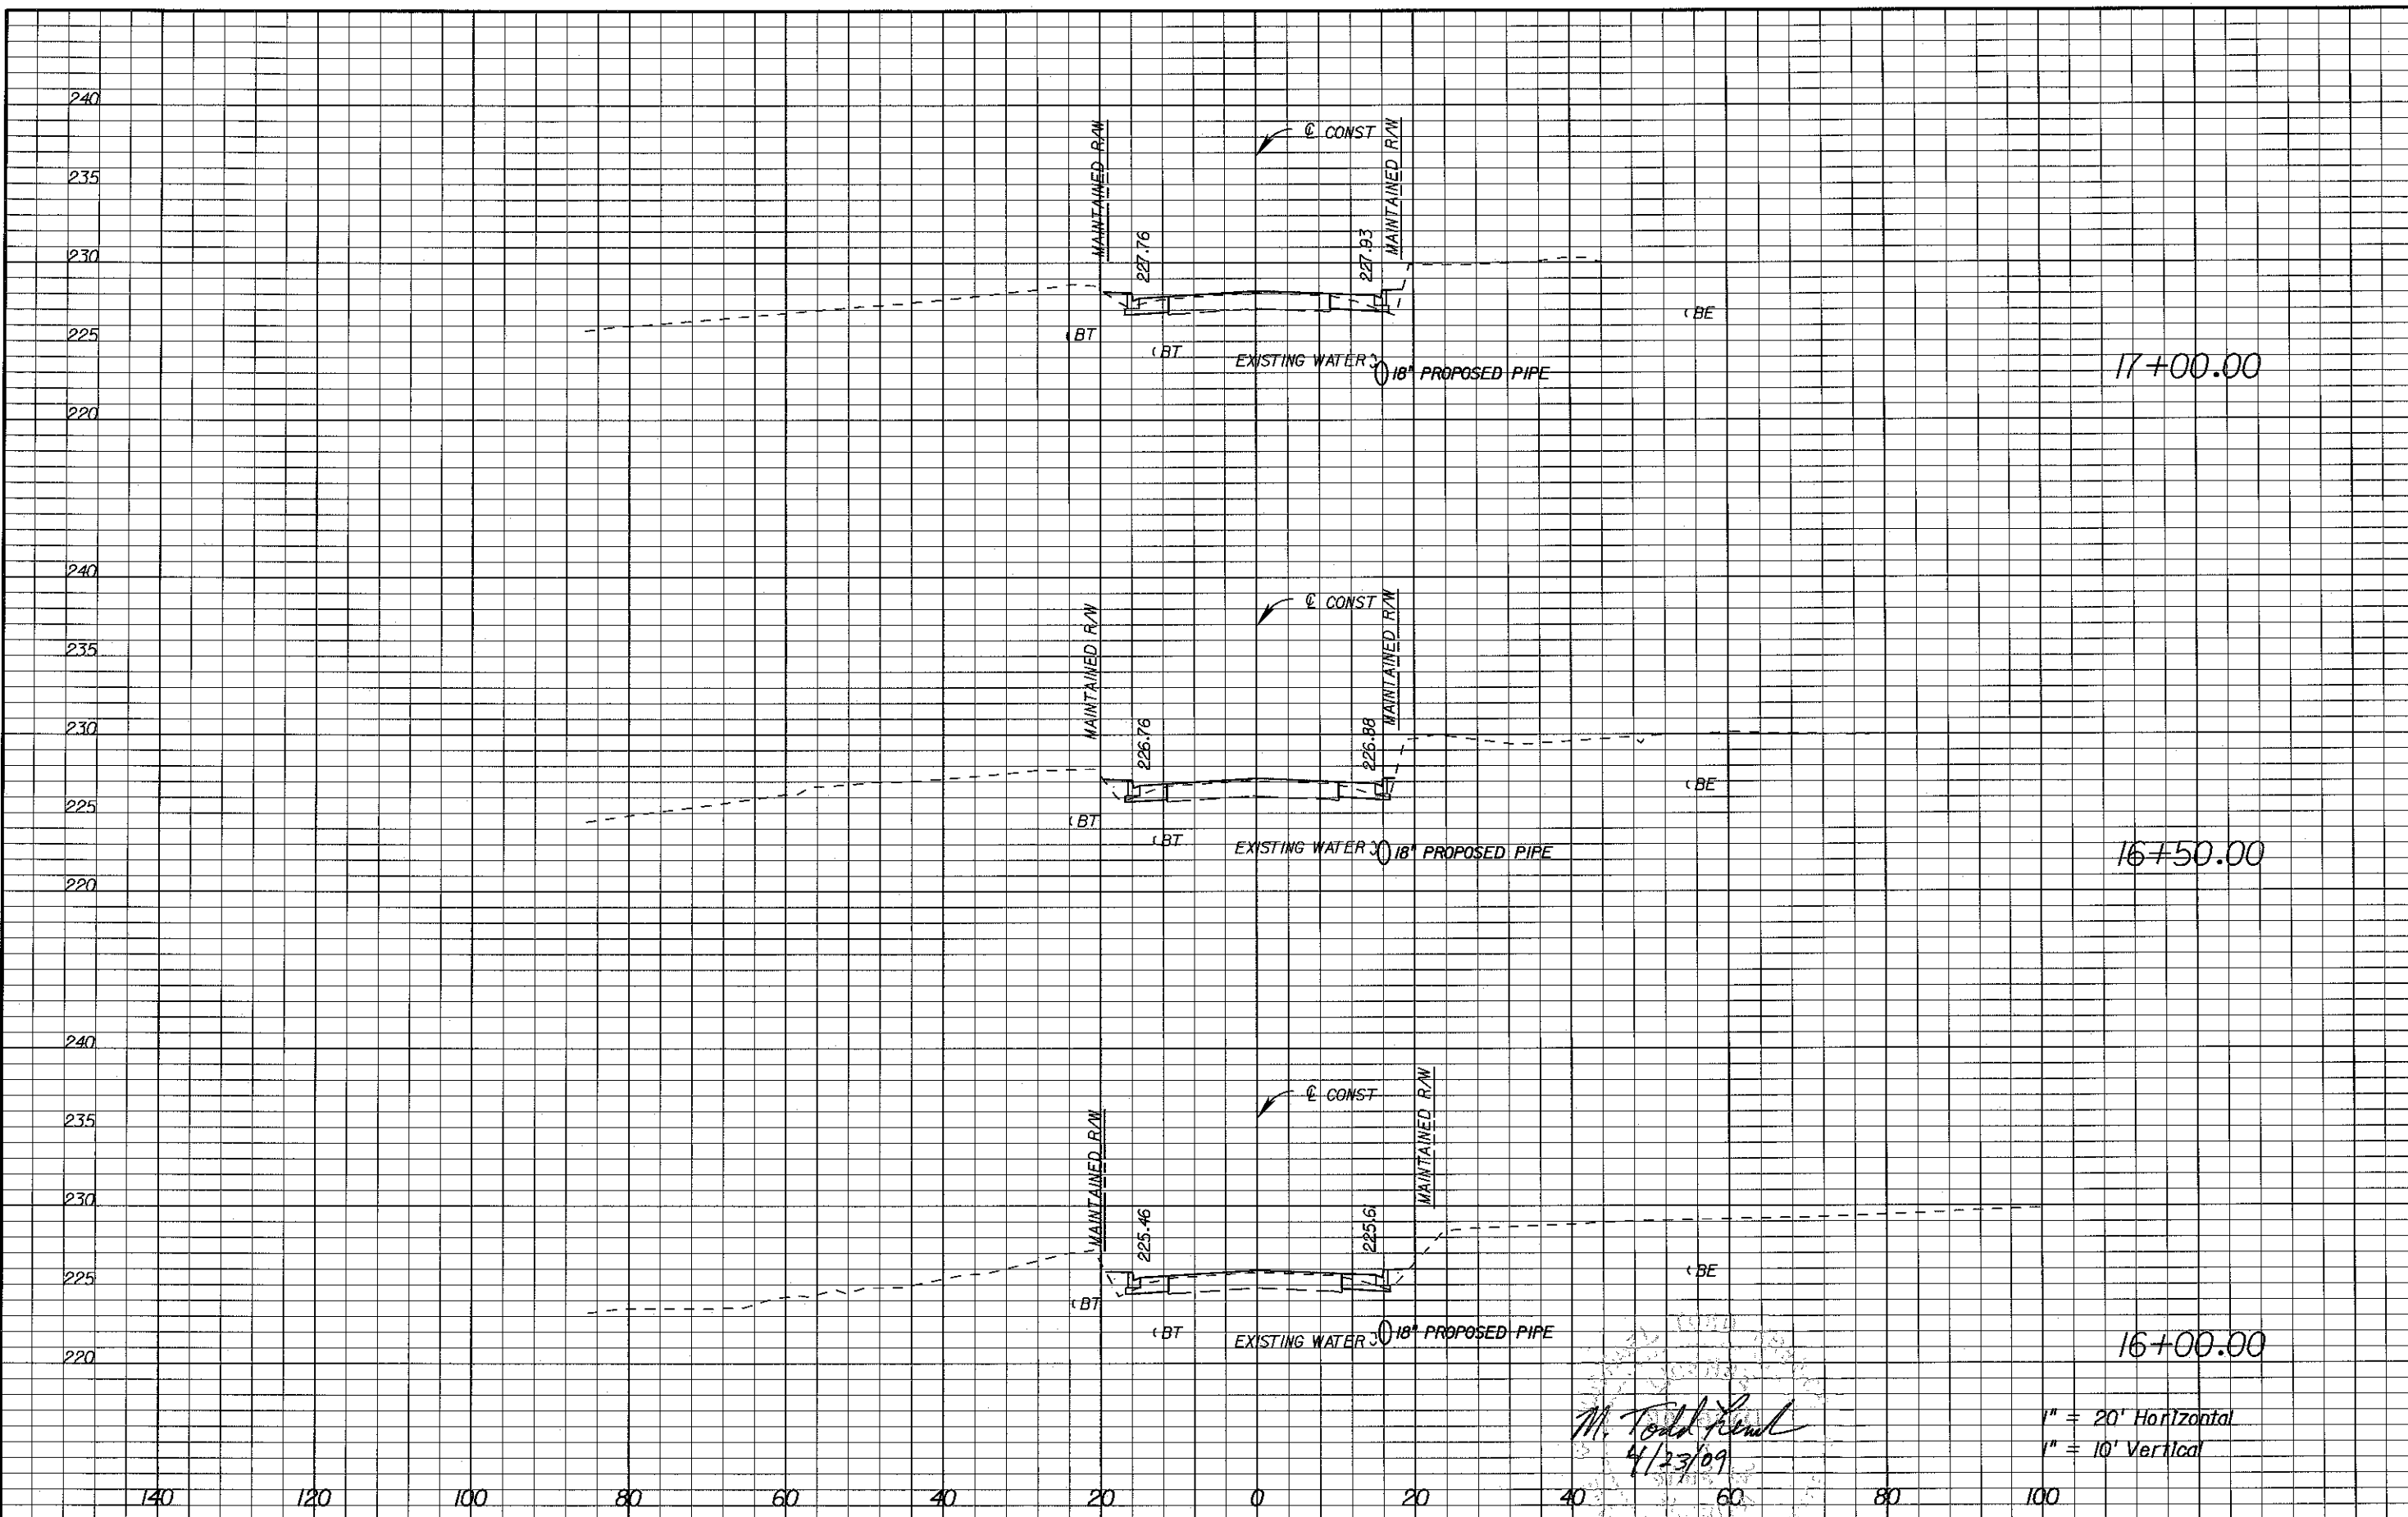 240
℄ CONST
MAINTAINED R/W
MAINTAINED R/W
235
227.76
227.93
230
BE
225
BT
BT
EXISTING WATER
18" PROPOSED PIPE
17+00.00
220
240
℄ CONST
MAINTAINED R/W
MAINTAINED R/W
235
230
226.76
226.88
BE
225
BT
BT
EXISTING WATER
18" PROPOSED PIPE
16+50.00
220
240
℄ CONST
MAINTAINED R/W
MAINTAINED R/W
235
230
225.46
225.61
225
BE
BT
BT
EXISTING WATER
18" PROPOSED PIPE
16+00.00
220
M. Todd
4/23/09
1" = 20' Horizontal
1" = 10' Vertical
140 120 100 80 60 40 20 0 20 40 60 80 100